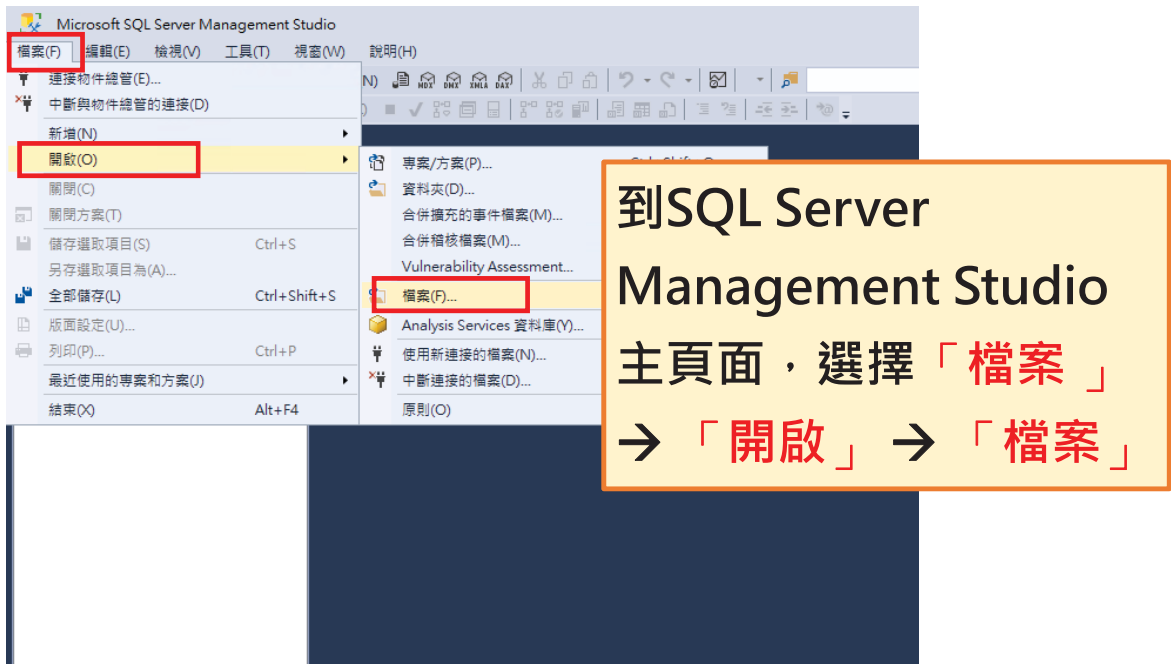 Microsoft SQL Server Management Studio
檔案(F) 編輯(E) 檢視(V) 工具(T) 視窗(W) 說明(H)
連接物件總管(E)...
中斷與物件總管的連接(D)
新增(N)
開啟(O)
關閉(C)
關閉方案(T)
儲存選取項目(S) Ctrl+S
另存選取項目為(A)...
全部儲存(L) Ctrl+Shift+S
版面設定(U)...
列印(P)... Ctrl+P
最近使用的專案和方案(J)
結束(X) Alt+F4
N) MDX DMX XMLA DAX
專案/方案(P)...
資料夾(D)...
合併擴充的事件檔案(M)...
合併稽核檔案(M)...
Vulnerability Assessment...
檔案(F)...
Analysis Services 資料庫(Y)...
使用新連接的檔案(N)...
中斷連接的檔案(D)...
原則(O)
到SQL Server
Management Studio
主頁面，選擇「檔案」
→「開啟」→「檔案」